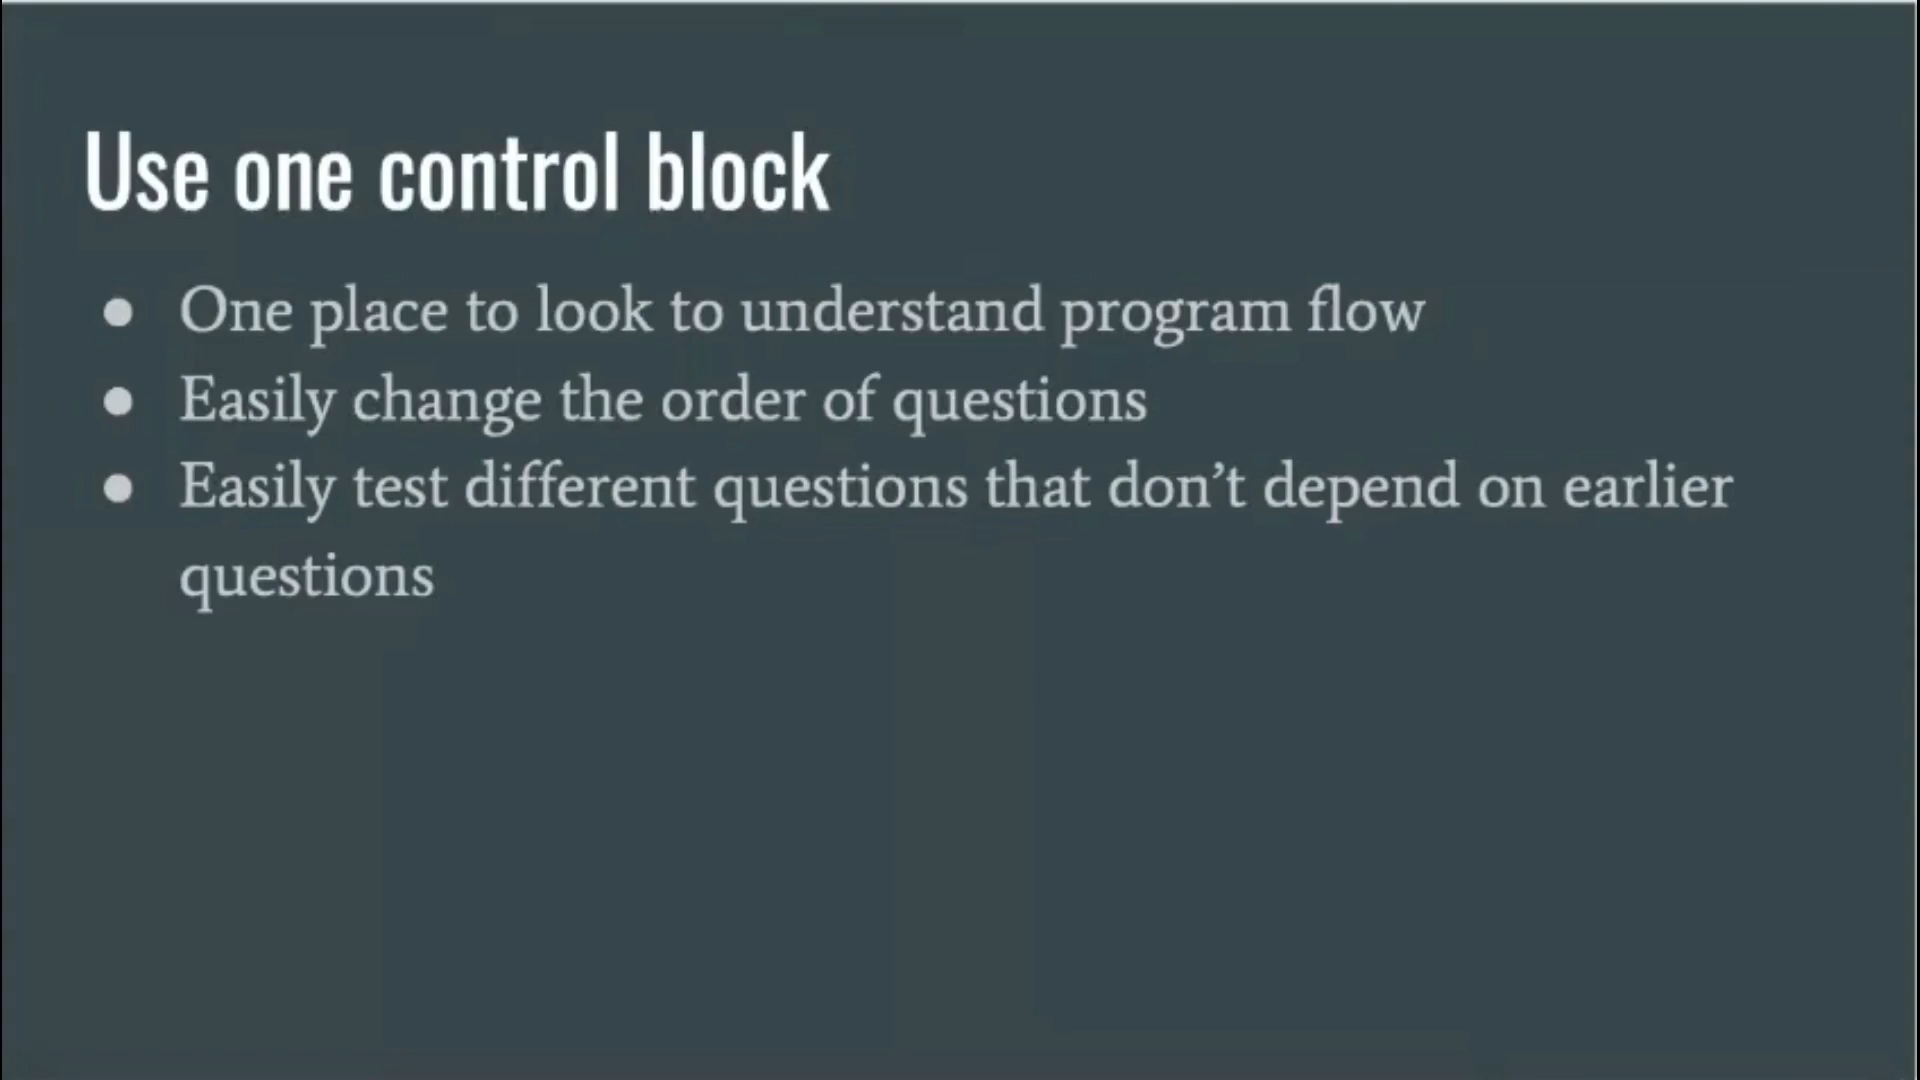 Use one control block
● One place to look to understand program flow
● Easily change the order of questions
● Easily test different questions that don’t depend on earlier
questions